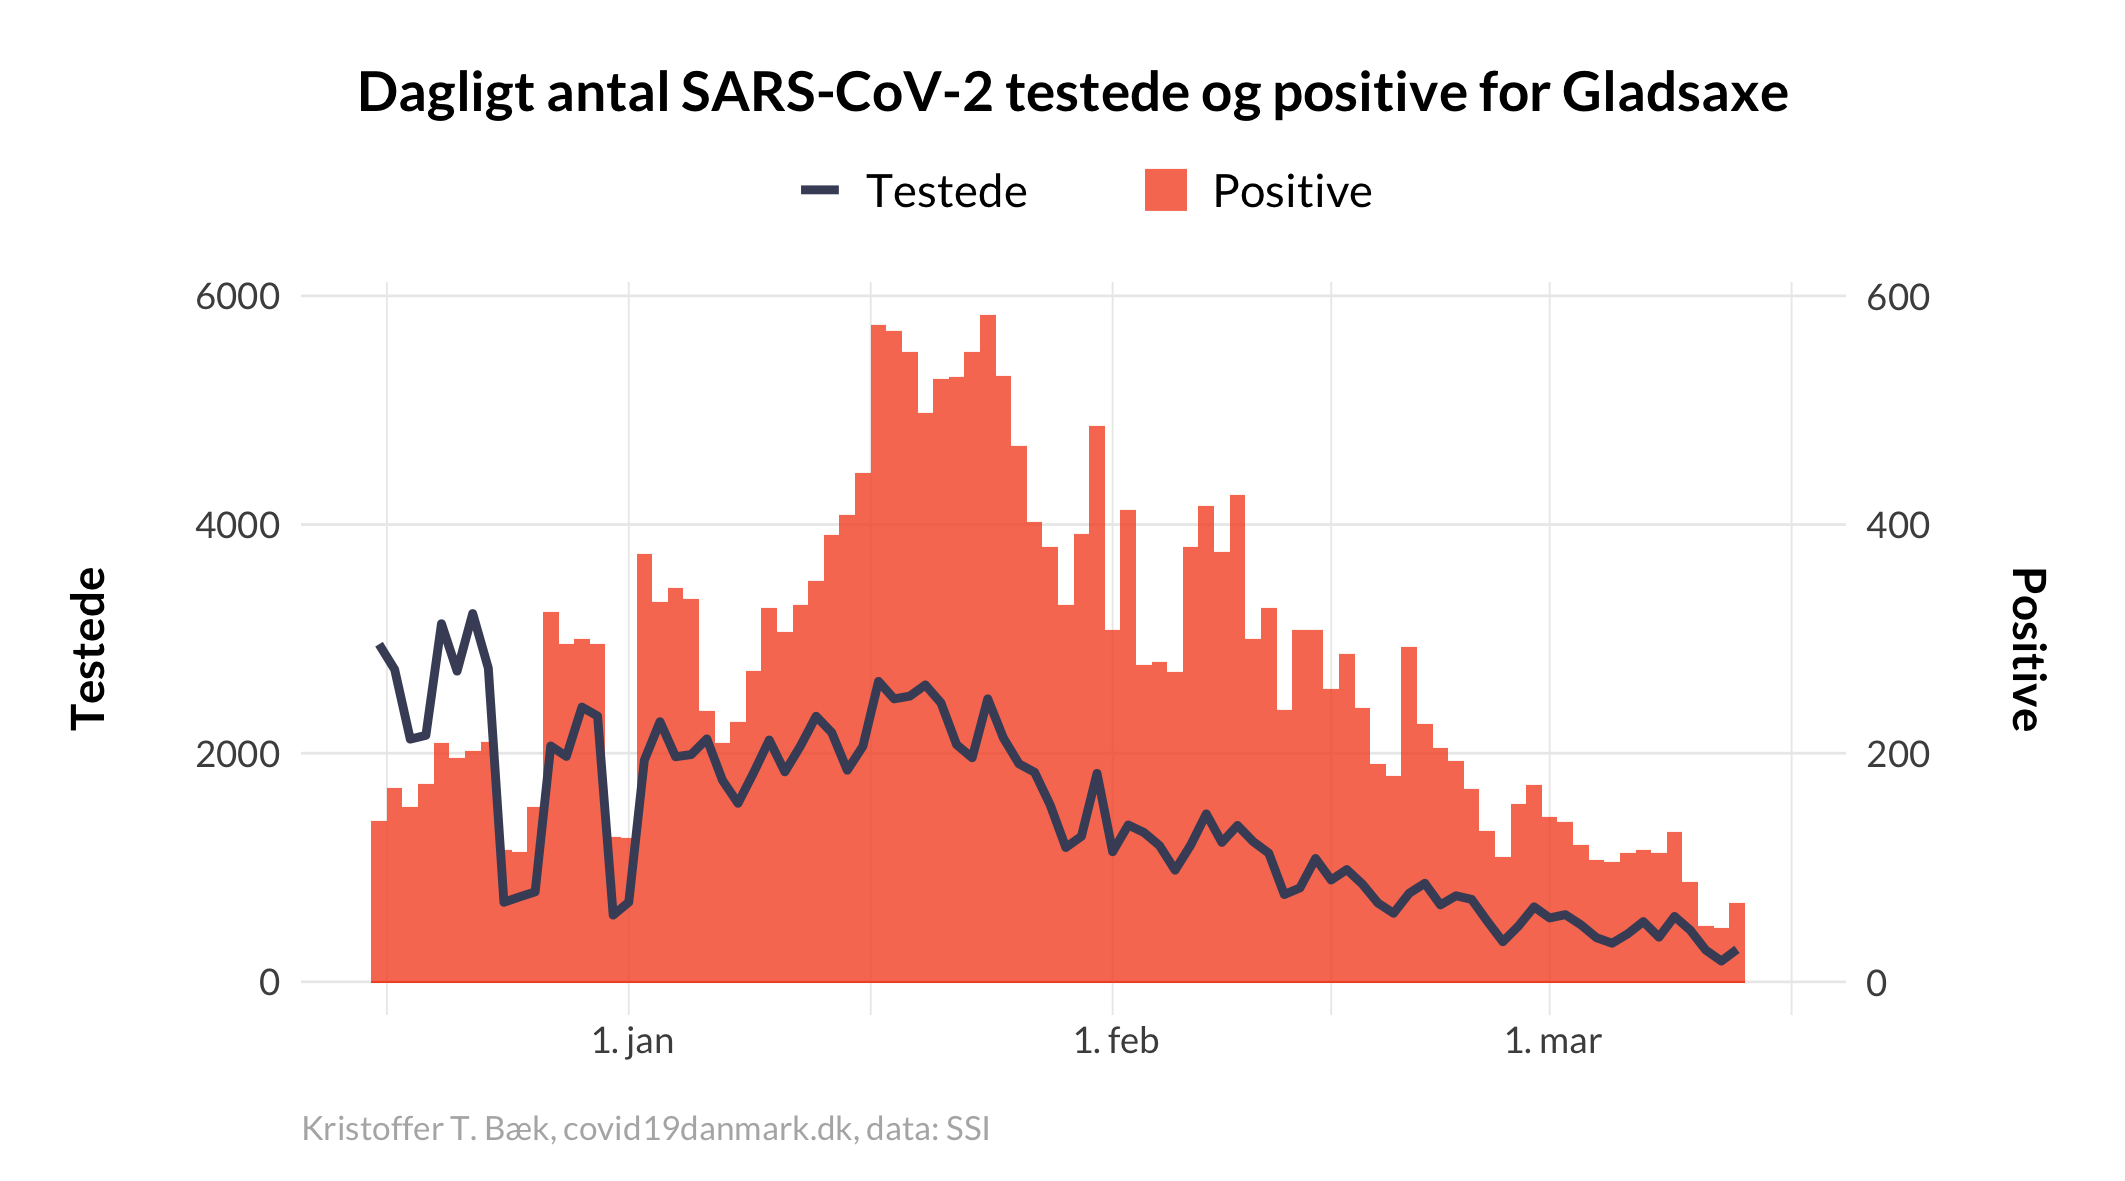 Dagligt antal SARS-CoV-2 testede og positive for Gladsaxe
Testede
Positive
6000
4000
2000
0
Testede
600
400
200
0
Positive
1. jan
1. feb
1. mar
Kristoffer T. Bæk, covid19danmark.dk, data: SSI